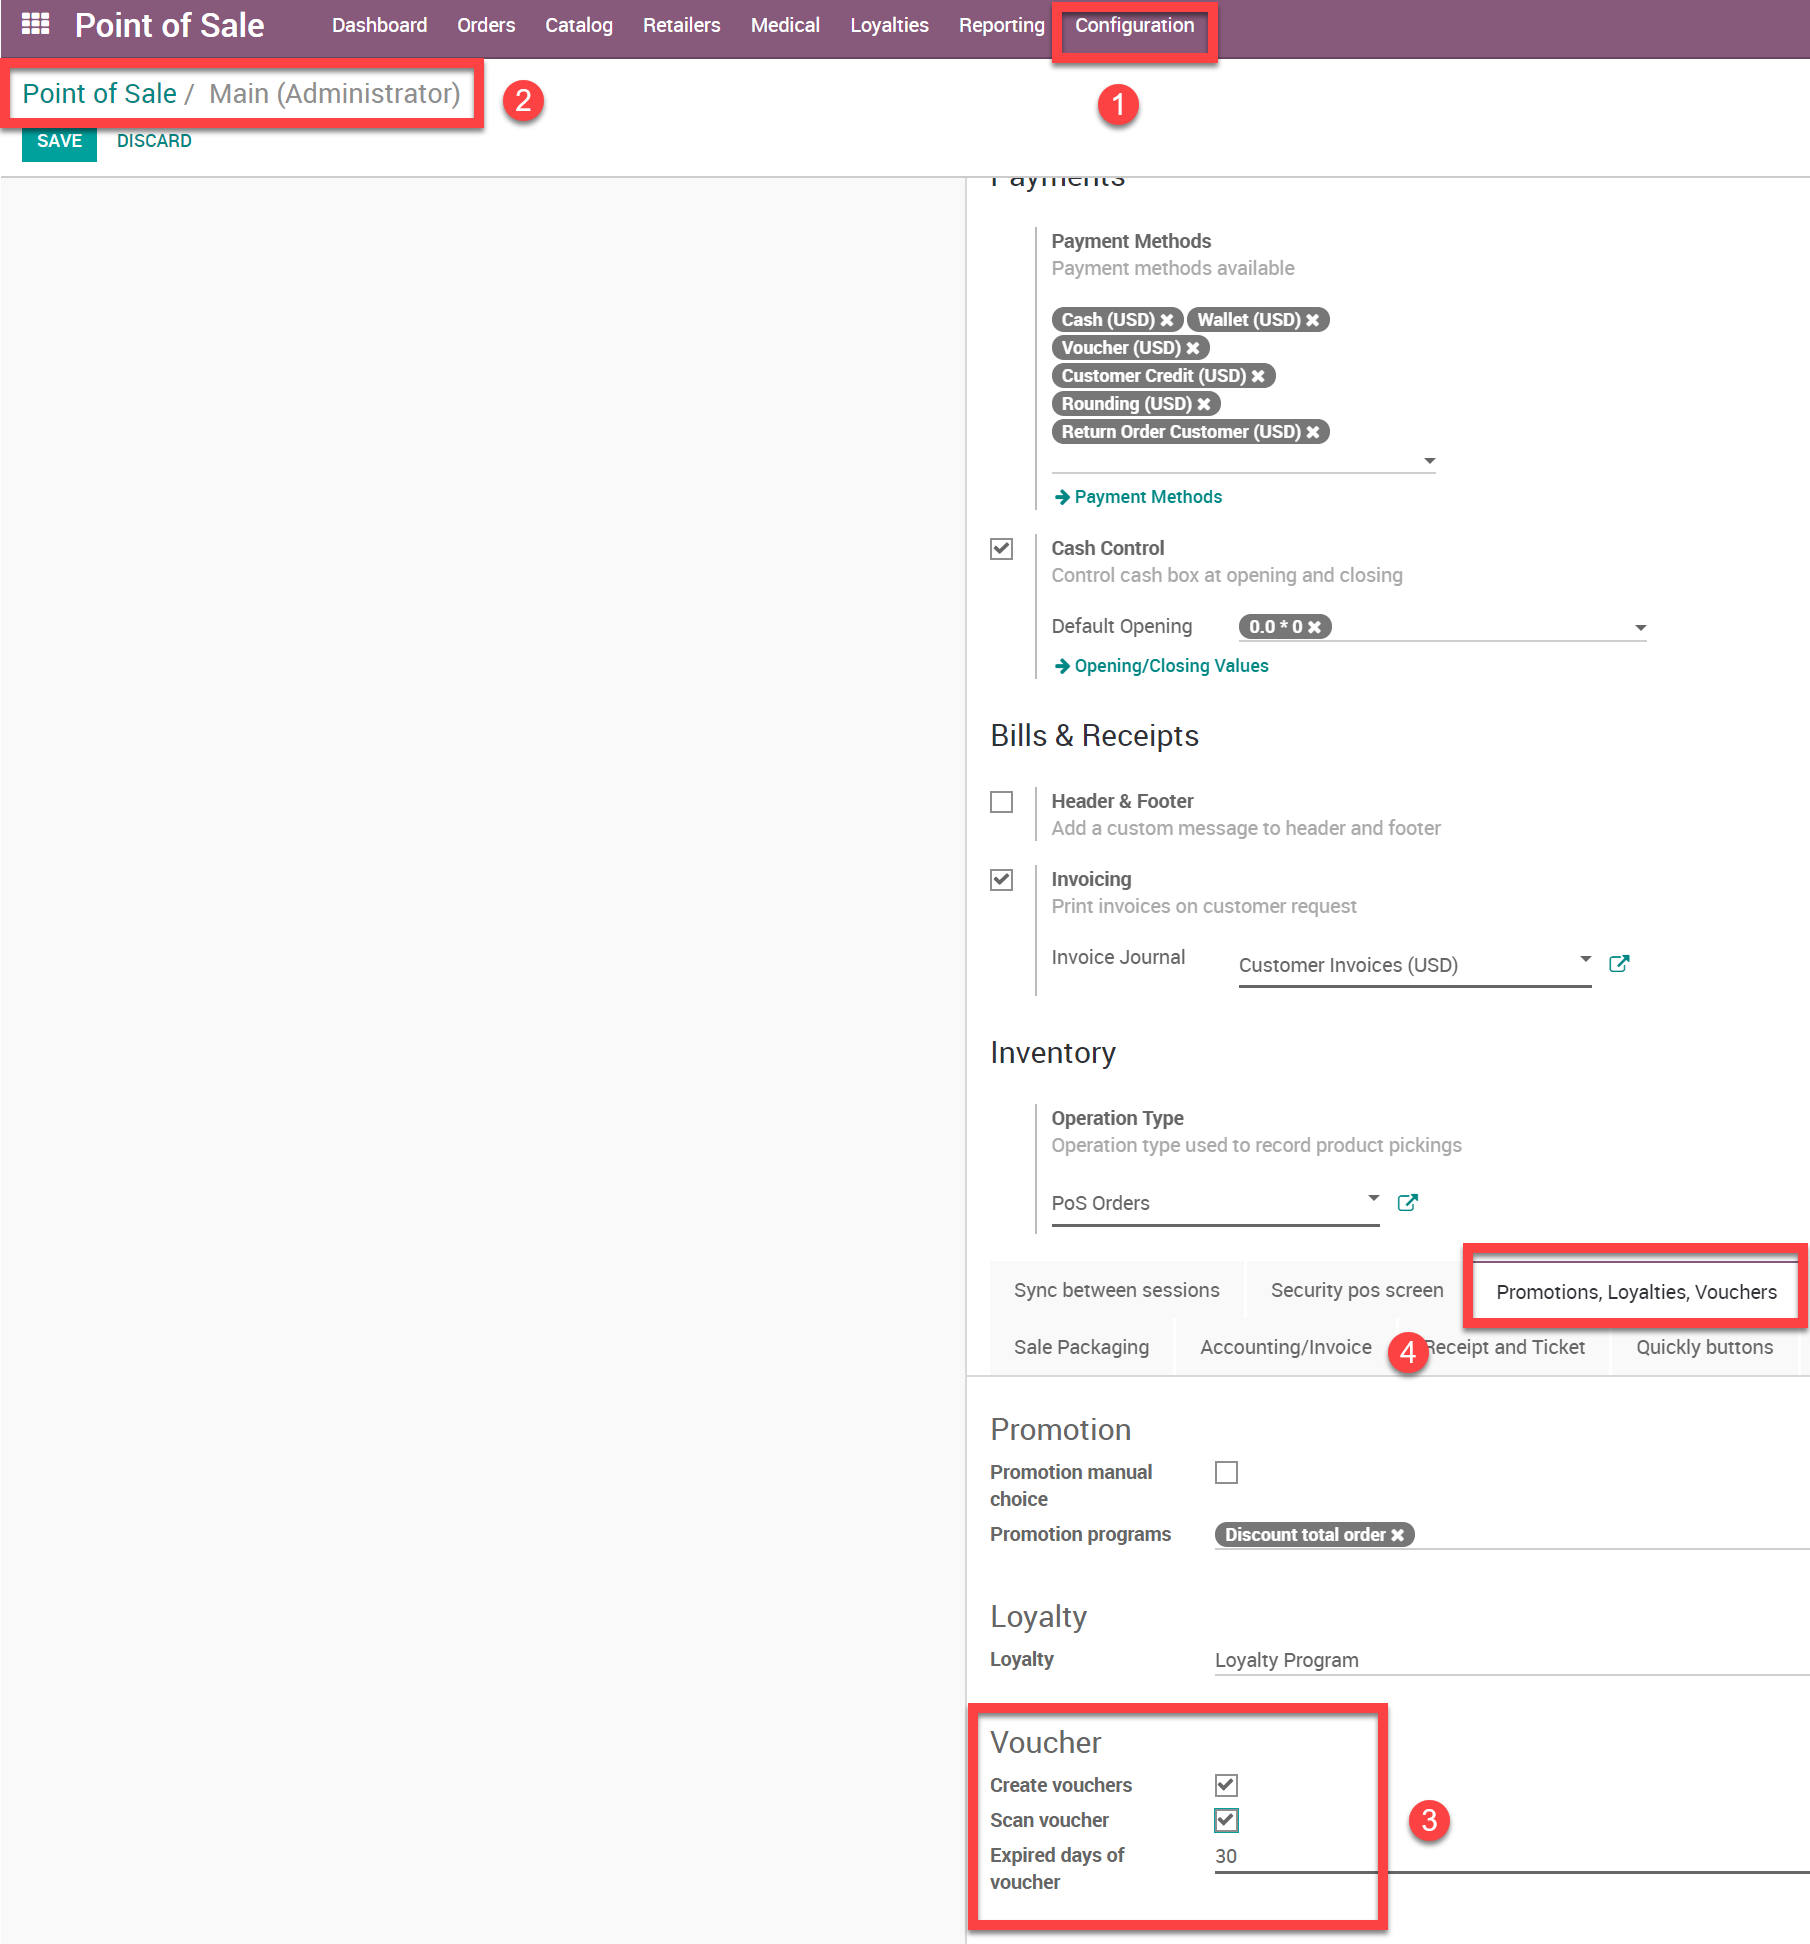 Point of Sale Dashboard Orders Catalog Retailers Medical Loyalties Reporting Configuration
Point of Sale / Main (Administrator)
2
1
SAVE DISCARD
Payments
Payment Methods
Payment methods available
Cash (USD) Wallet (USD)
Voucher (USD)
Customer Credit (USD)
Rounding (USD)
Return Order Customer (USD)
Payment Methods
Cash Control
Control cash box at opening and closing
Default Opening 0.0 * 0
Opening/Closing Values
Bills & Receipts
Header & Footer
Add a custom message to header and footer
Invoicing
Print invoices on customer request
Invoice Journal Customer Invoices (USD)
Inventory
Operation Type
Operation type used to record product pickings
PoS Orders
Sync between sessions Security pos screen Promotions, Loyalties, Vouchers
Sale Packaging Accounting/Invoice 4 Receipt and Ticket Quickly buttons
Promotion
Promotion manual
choice
Promotion programs Discount total order
Loyalty
Loyalty Loyalty Program
Voucher
Create vouchers
Scan voucher
3
Expired days of 30
voucher